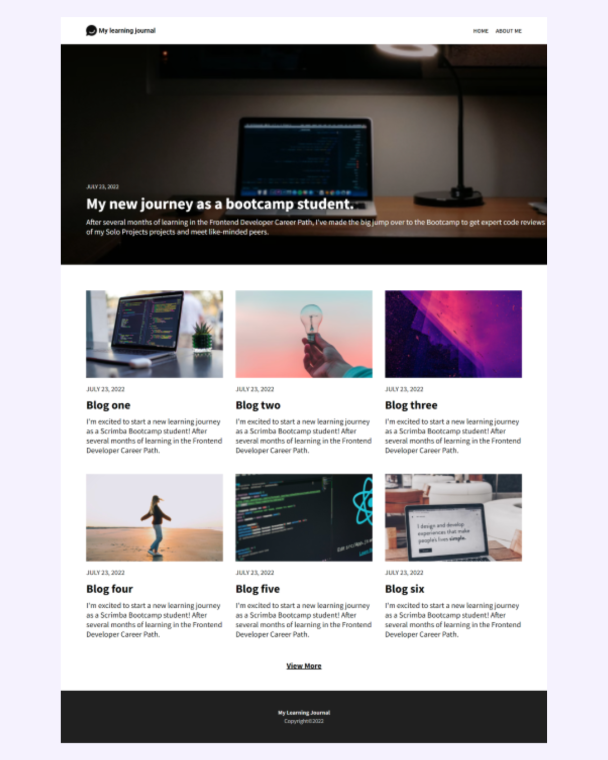 My learning journal
HOME ABOUT ME
JULY 23, 2022
My new journey as a bootcamp student.
After several months of learning in the Frontend Developer Career Path, I've made the big jump over to the Bootcamp to get expert code reviews
of my Solo Projects projects and meet like-minded peers.
JULY 23, 2022
Blog one
I'm excited to start a new learning journey
as a Scrimba Bootcamp student! After
several months of learning in the Frontend
Developer Career Path.
JULY 23, 2022
Blog two
I'm excited to start a new learning journey
as a Scrimba Bootcamp student! After
several months of learning in the Frontend
Developer Career Path.
JULY 23, 2022
Blog three
I'm excited to start a new learning journey
as a Scrimba Bootcamp student! After
several months of learning in the Frontend
Developer Career Path.
I design and develop
experiences that make
people's lives simple.
JULY 23, 2022
Blog four
I'm excited to start a new learning journey
as a Scrimba Bootcamp student! After
several months of learning in the Frontend
Developer Career Path.
JULY 23, 2022
Blog five
I'm excited to start a new learning journey
as a Scrimba Bootcamp student! After
several months of learning in the Frontend
Developer Career Path.
JULY 23, 2022
Blog six
I'm excited to start a new learning journey
as a Scrimba Bootcamp student! After
several months of learning in the Frontend
Developer Career Path.
View More
My Learning Journal
Copyright©2022